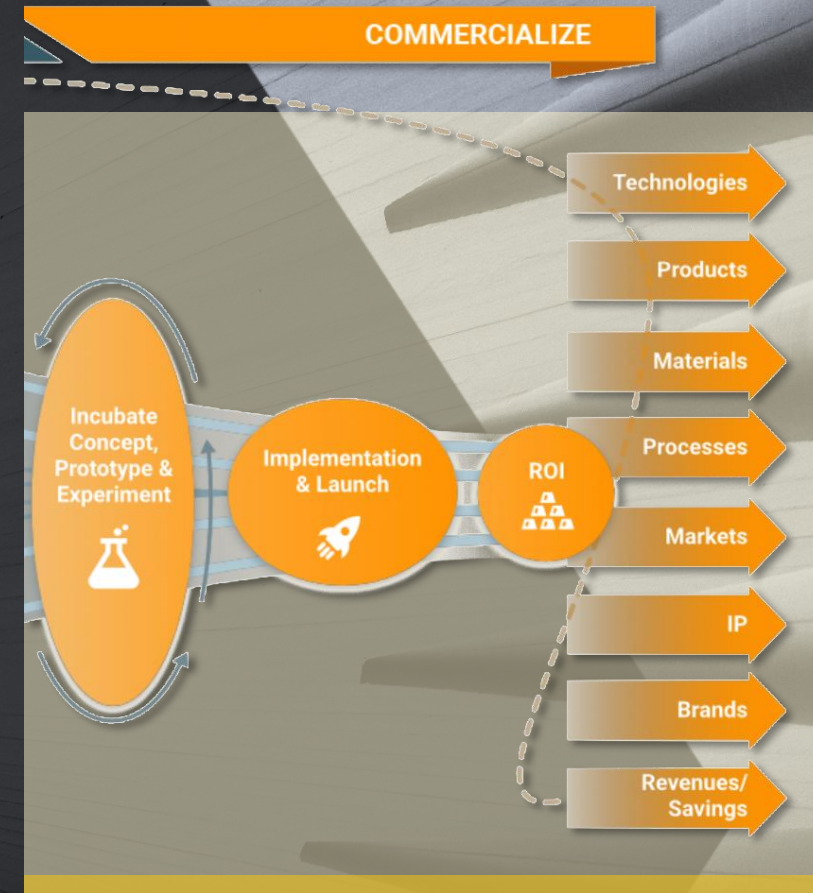 COMMERCIALIZE
Technologies
Products
Materials
Processes
Markets
IP
Brands
Revenues/
Savings
Incubate
Concept,
Prototype &
Experiment
Implementation
& Launch
ROI